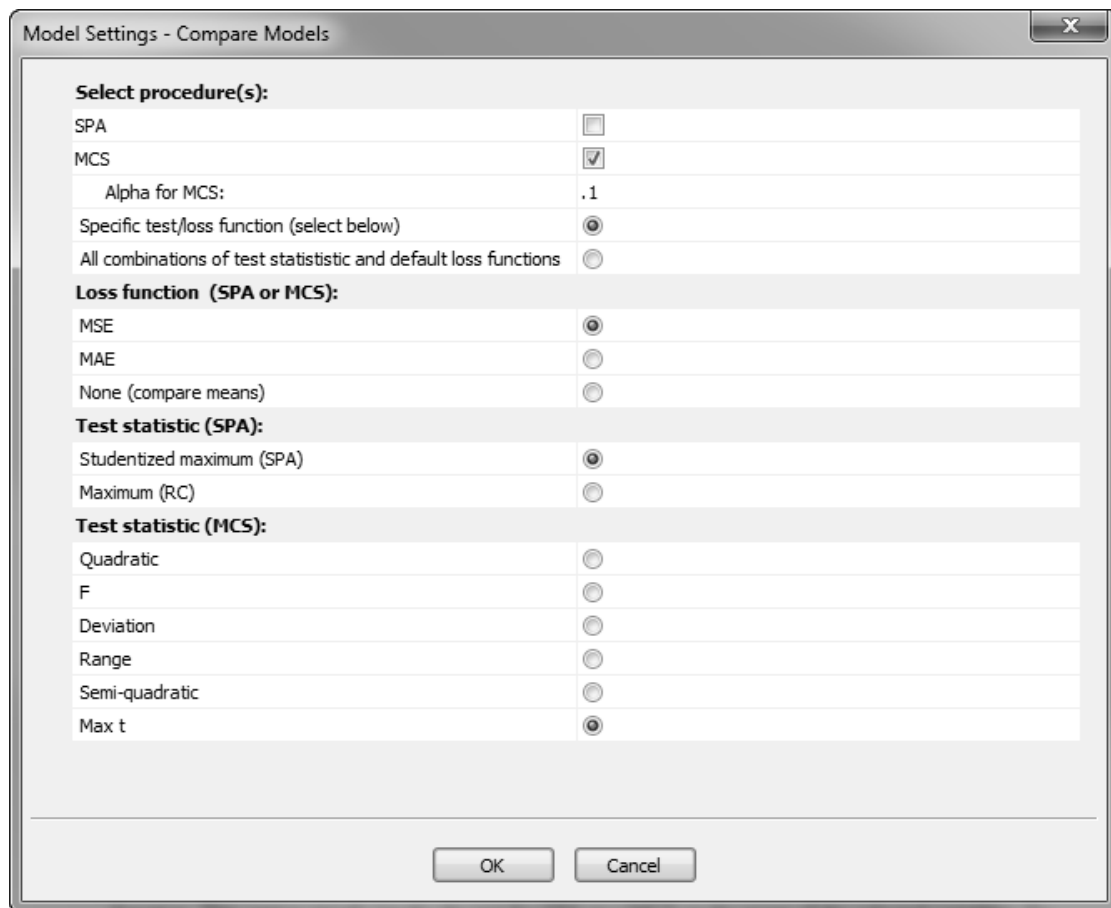 Model Settings - Compare Models
X
Select procedure(s):
SPA
MCS
Alpha for MCS: .1
Specific test/loss function (select below)
All combinations of test statististic and default loss functions
Loss function (SPA or MCS):
MSE
MAE
None (compare means)
Test statistic (SPA):
Studentized maximum (SPA)
Maximum (RC)
Test statistic (MCS):
Quadratic
F
Deviation
Range
Semi-quadratic
Max t
OK Cancel